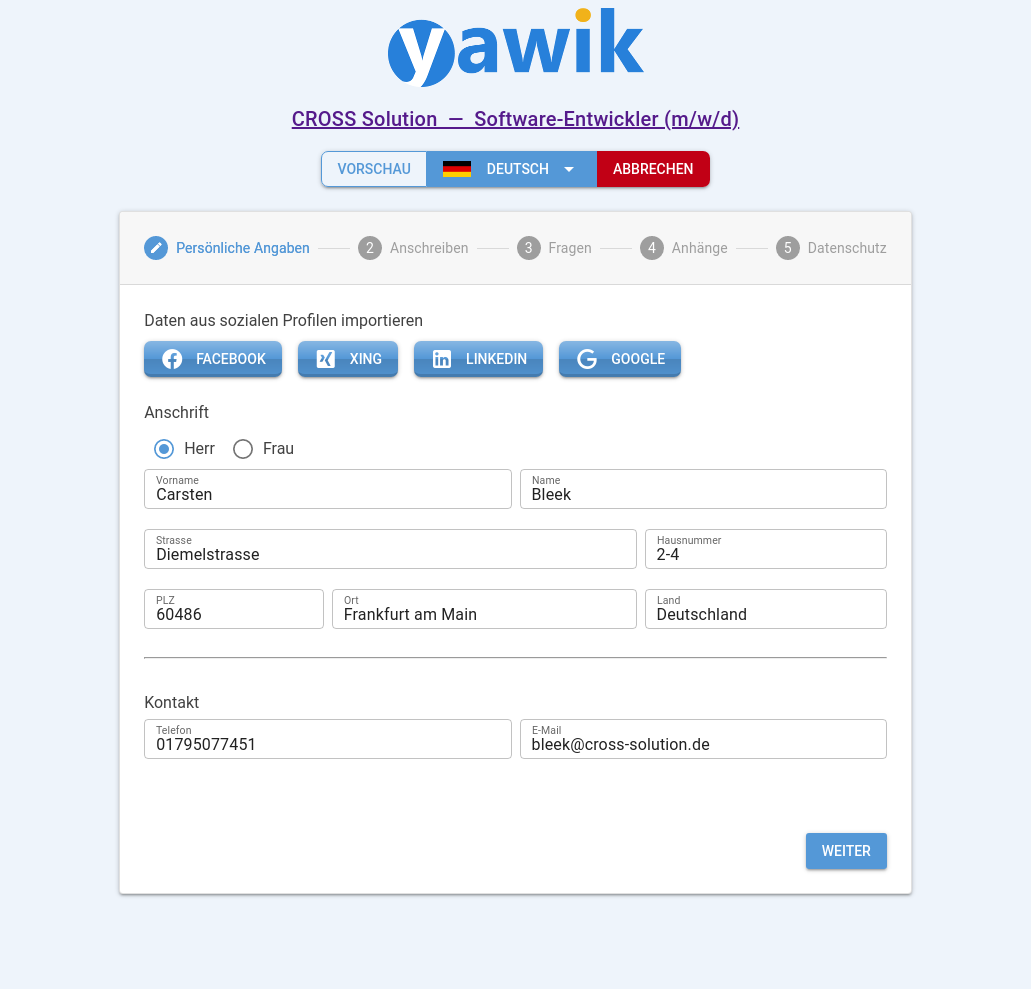 yawik
CROSS Solution — Software-Entwickler (m/w/d)
VORSCHAU DEUTSCH ABBRECHEN
Persönliche Angaben 2 Anschreiben 3 Fragen 4 Anhänge 5 Datenschutz
Daten aus sozialen Profilen importieren
FACEBOOK XING LINKEDIN GOOGLE
Anschrift
Herr Frau
Vorname Name
Carsten Bleek
Strasse Hausnummer
Diemelstrasse 2-4
PLZ Ort Land
60486 Frankfurt am Main Deutschland
Kontakt
Telefon E-Mail
01795077451 bleek@cross-solution.de
WEITER